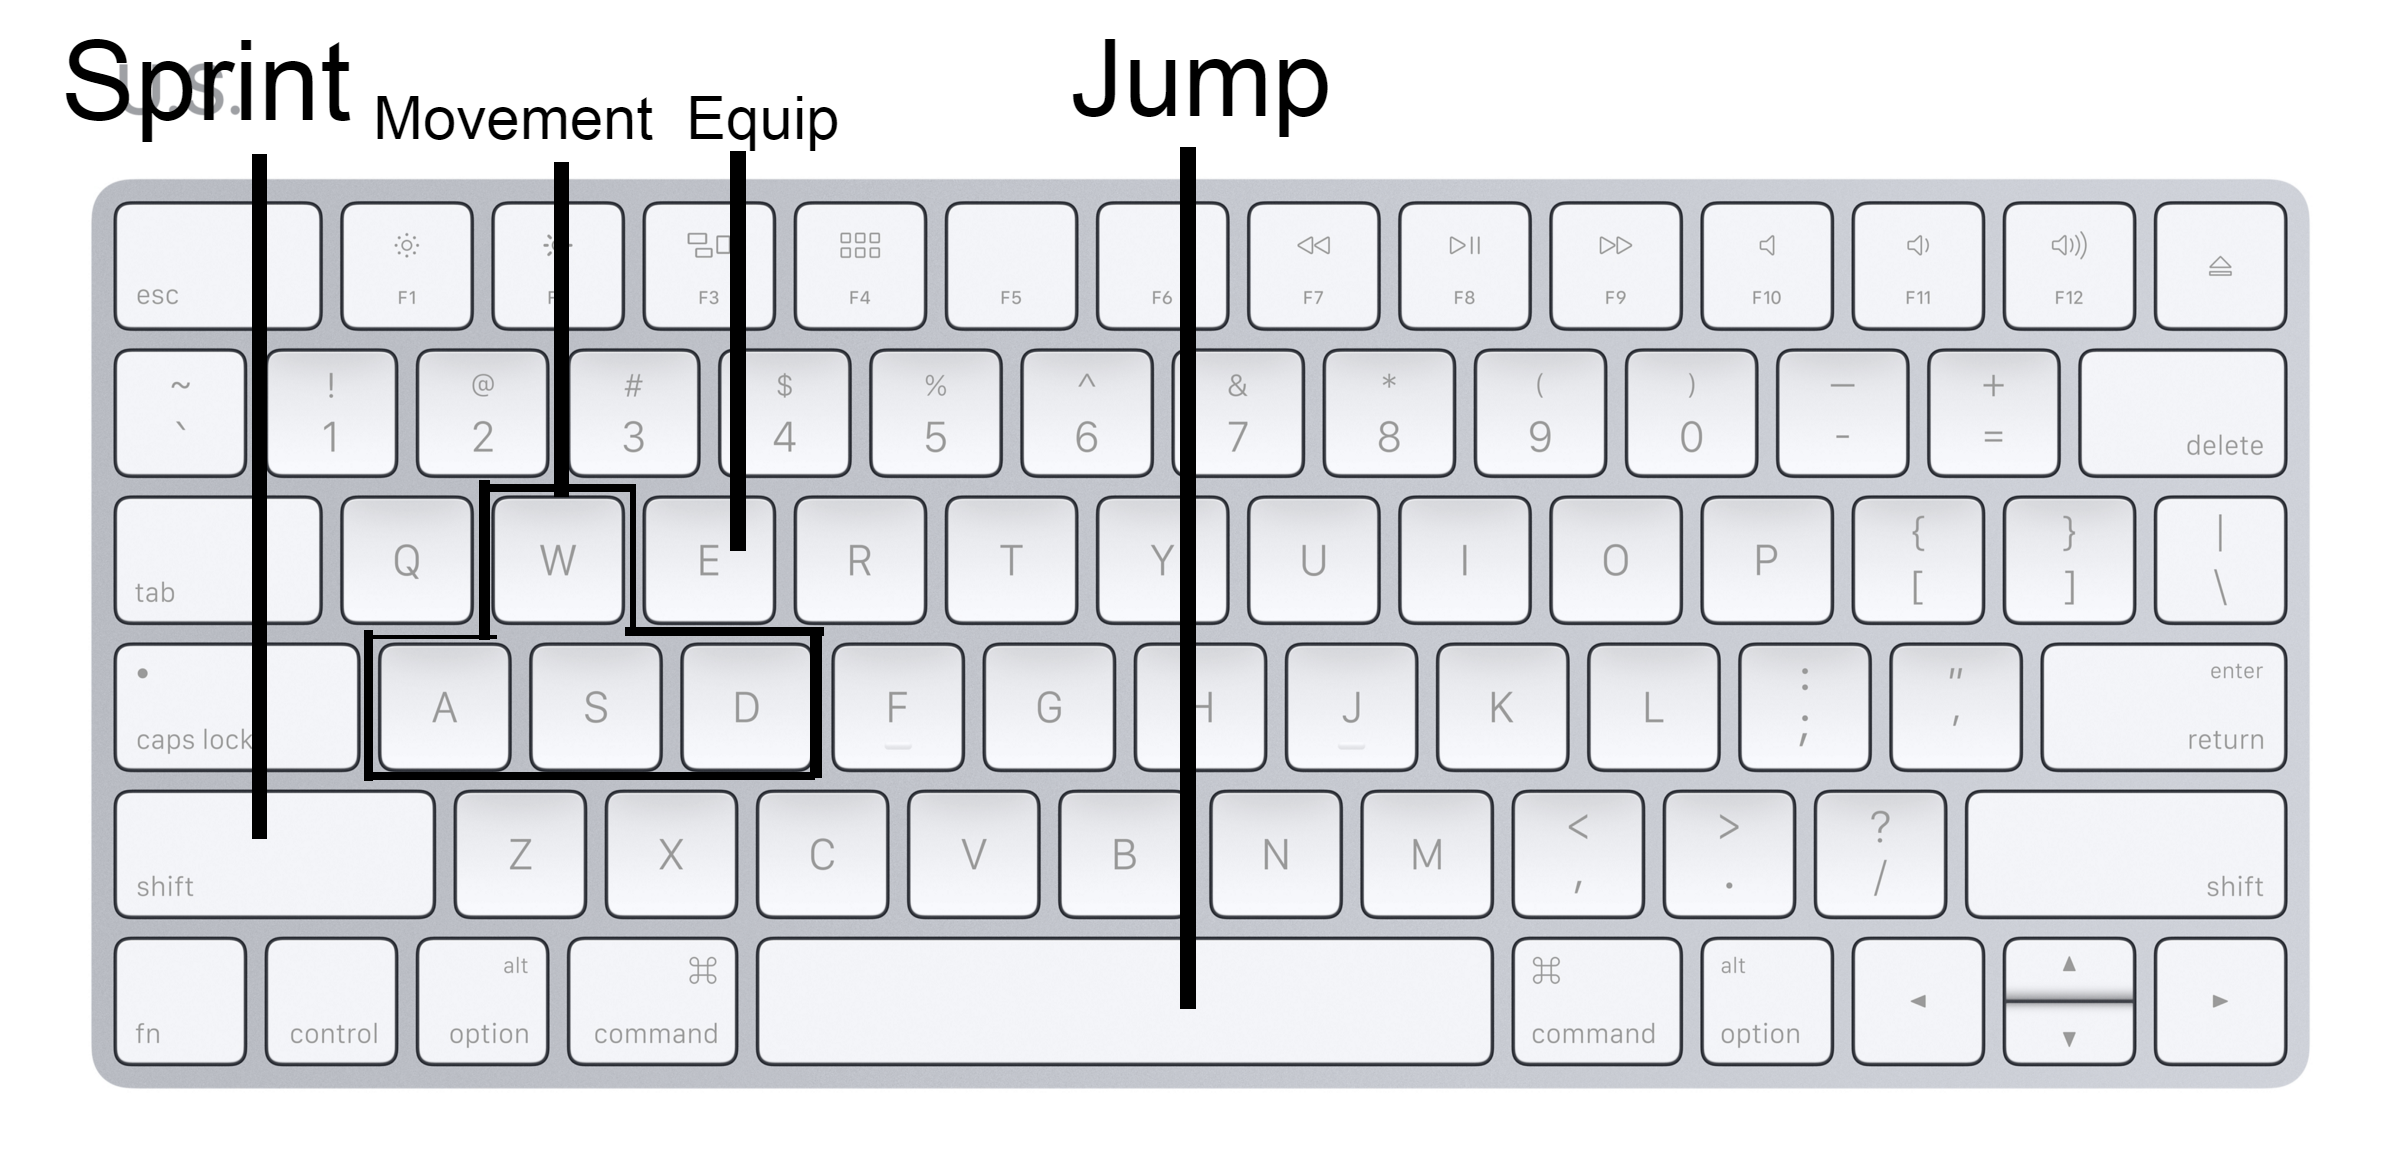 U.S.
Sprint Movement Equip Jump
esc F1 F3 F4 F5 F6 F7 F8 F9 F10 F11 F12
~ ! @ # $ % ^ & * ( ) — +
` 1 2 3 4 5 6 7 8 9 0 - = delete
tab Q W E R T Y U I O P { [ } ] | \
caps lock A S D F G H J K L : ; " ' enter return
shift Z X C V B N M < , > . ? / shift
fn control alt option ⌘ command ⌘ command alt option ◄ ▲ ▼ ►